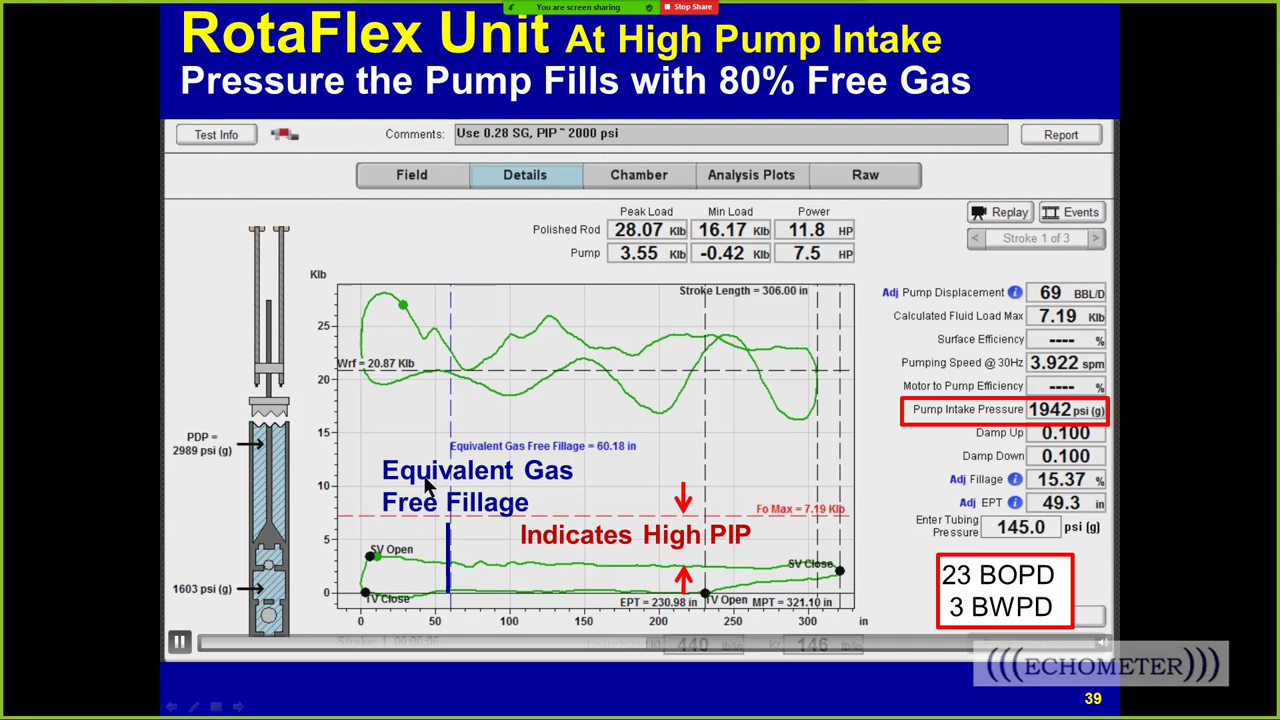 You are screen sharing
Stop Share
RotaFlex Unit At High Pump Intake
Pressure the Pump Fills with 80% Free Gas
Test Info
Comments:
Use 0.28 SG, PIP ~ 2000 psi
Report
Field
Details
Chamber
Analysis Plots
Raw
Peak Load
Min Load
Power
Polished Rod
28.07 Klb
16.17 Klb
11.8 HP
Pump
3.55 Klb
-0.42 Klb
7.5 HP
Replay
Events
< Stroke 1 of 3 >
Klb
Stroke Length = 306.00 in
25
Wrf = 20.87 Klb
20
15
10
5
0
Equivalent Gas Free Fillage = 60.18 in
Equivalent Gas
Free Fillage
Fo Max = 7.19 Klb
Indicates High PIP
SV Open
SV Close
TV Close
EPT = 230.98 in
TV Open
MPT = 321.10 in
0
50
100
150
200
250
300
in
PDP =
2989 psi (g)
1603 psi (g)
Adj Pump Displacement i 69 BBL/D
Calculated Fluid Load Max 7.19 Klb
Surface Efficiency ---- %
Pumping Speed @ 30Hz 3.922 spm
Motor to Pump Efficiency ---- %
Pump Intake Pressure 1942 psi (g)
Damp Up 0.100
Damp Down 0.100
Adj Fillage i 15.37 %
Adj EPT i 49.3 in
Enter Tubing
Pressure 145.0 psi (g)
23 BOPD
3 BWPD
Kt 440 lb/in
Kr 146 lb/in
(((ECHOMETER)))
39